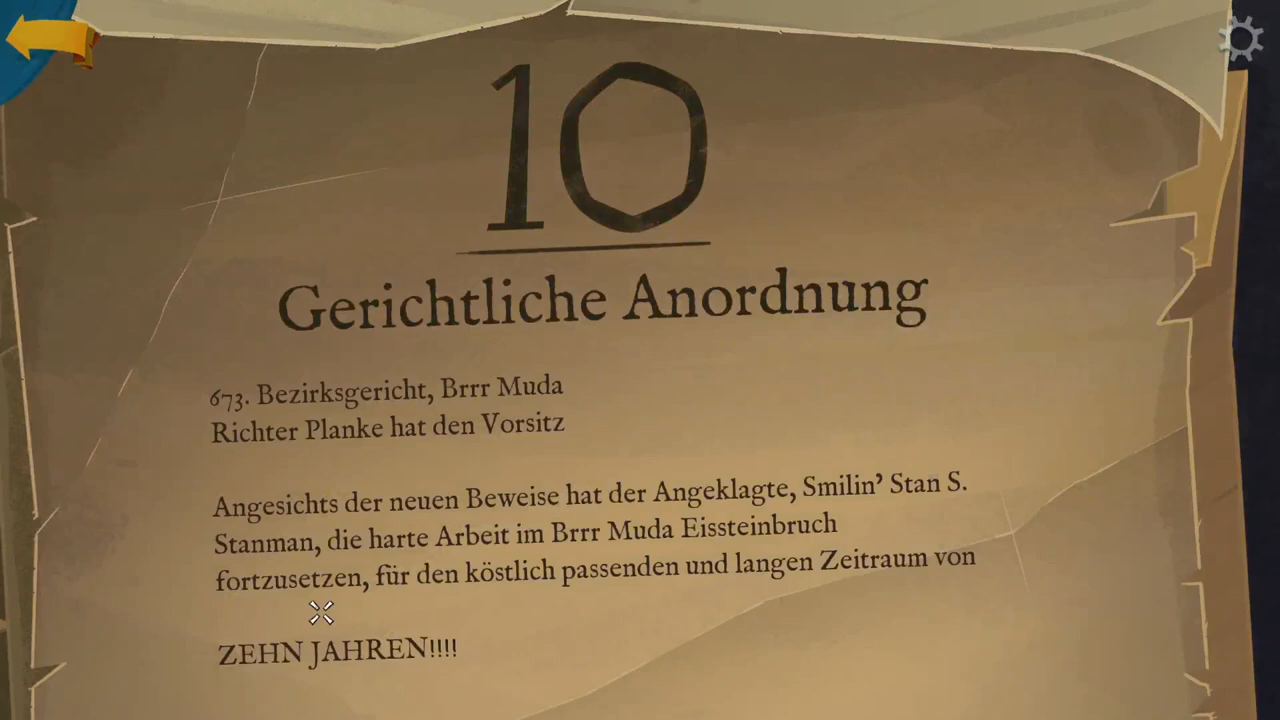 10
Gerichtliche Anordnung
673. Bezirksgericht, Brrr Muda
Richter Planke hat den Vorsitz
Angesichts der neuen Beweise hat der Angeklagte, Smilin’ Stan S.
Stanman, die harte Arbeit im Brrr Muda Eissteinbruch
fortzusetzen, für den köstlich passenden und langen Zeitraum von
ZEHN JAHREN!!!!